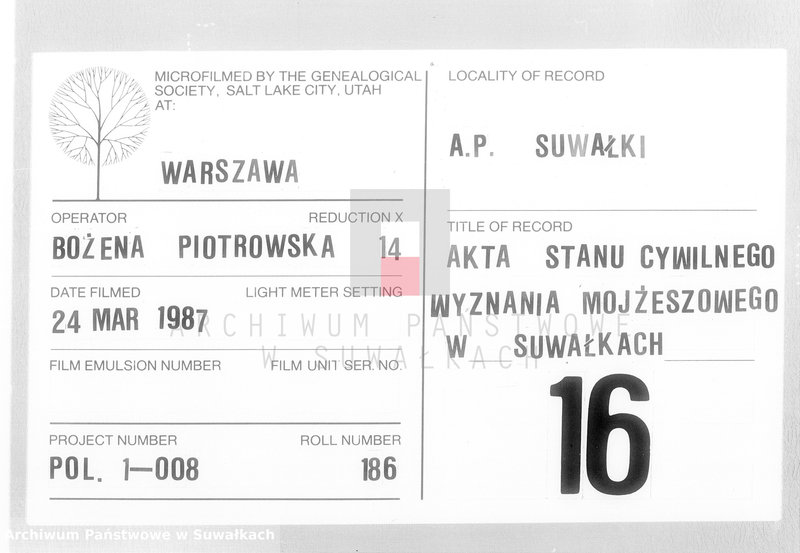 MICROFILMED BY THE GENEALOGICAL
SOCIETY, SALT LAKE CITY, UTAH
AT:
WARSZAWA
OPERATOR REDUCTION X
BOŻENA PIOTROWSKA 14
DATE FILMED LIGHT METER SETTING
24 MAR 1987
FILM EMULSION NUMBER FILM UNIT SER. NO.
PROJECT NUMBER ROLL NUMBER
POL. 1—008 186
LOCALITY OF RECORD
A.P. SUWAŁKI
TITLE OF RECORD
AKTA STANU CYWILNEGO
WYZNANIA MOJŻESZOWEGO
W SUWAŁKACH
16
ARCHIWUM PAŃSTWOWE
W SUWAŁKACH
Archiwum Państwowe w Suwałkach